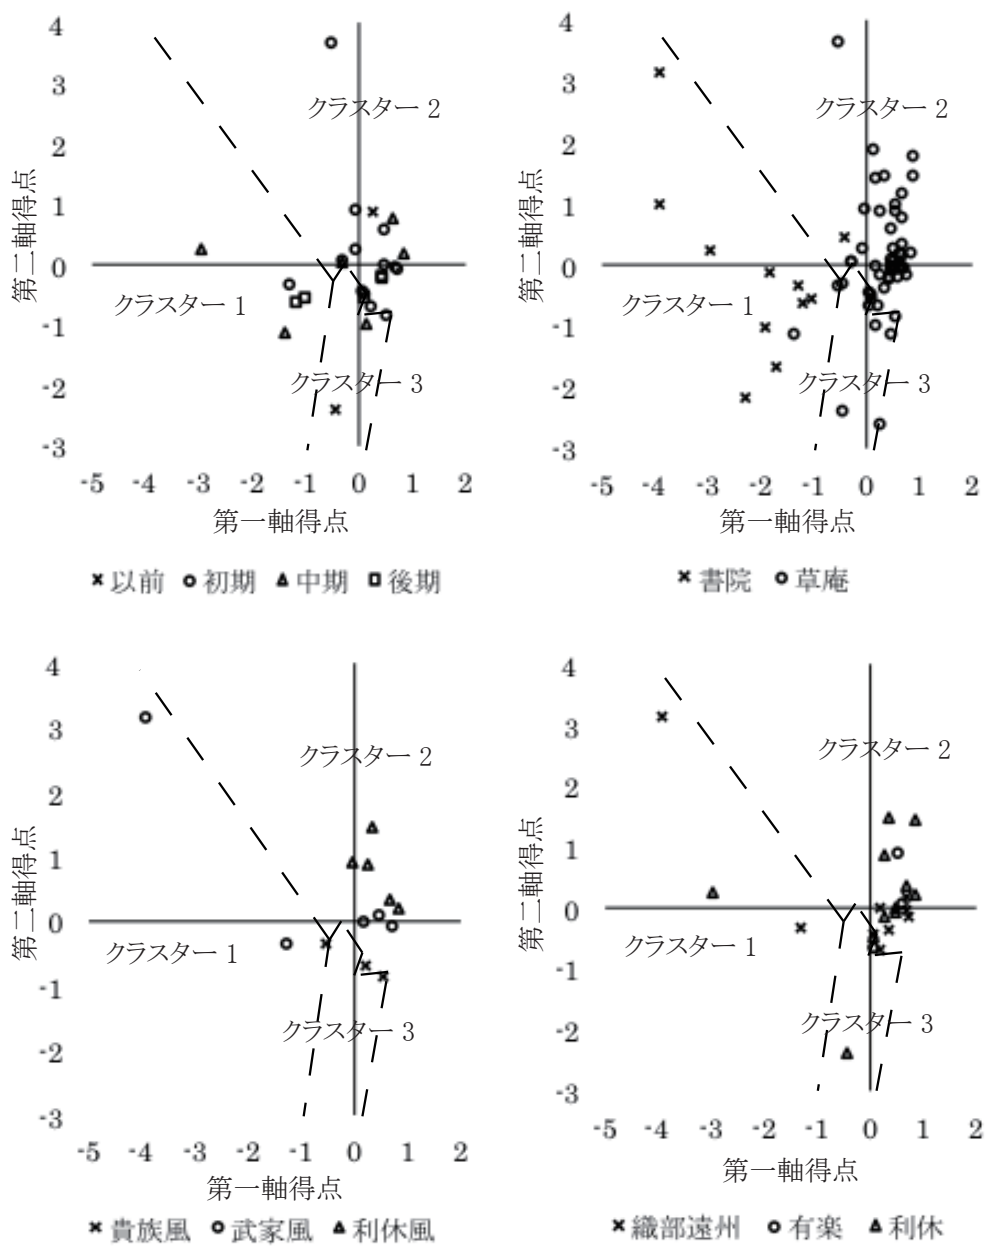 4
3
2
1
0
-1
-2
-3
-5 -4 -3 -2 -1 0 1 2
第二軸得点
第一軸得点
クラスター 2
クラスター 1
クラスター 3
× 以前 ○ 初期 △ 中期 □ 後期
4
3
2
1
0
-1
-2
-3
-5 -4 -3 -2 -1 0 1 2
第二軸得点
第一軸得点
クラスター 2
クラスター 1
クラスター 3
× 書院 ○ 草庵
4
3
2
1
0
-1
-2
-3
-5 -4 -3 -2 -1 0 1 2
第二軸得点
第一軸得点
クラスター 2
クラスター 1
クラスター 3
× 貴族風 ○ 武家風 △ 利休風
4
3
2
1
0
-1
-2
-3
-5 -4 -3 -2 -1 0 1 2
第二軸得点
第一軸得点
クラスター 2
クラスター 1
クラスター 3
× 織部遠州 ○ 有楽 △ 利休